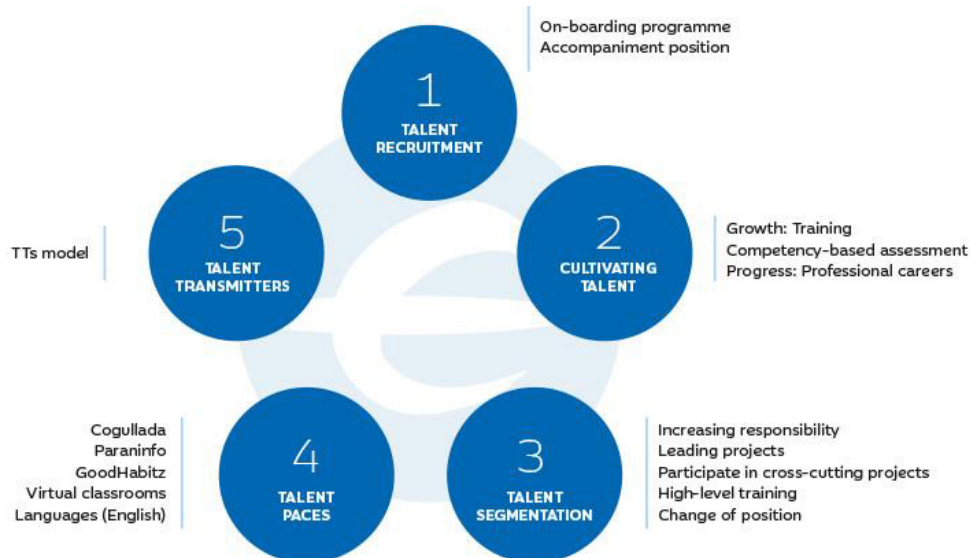 On-boarding programme
Accompaniment position
1
TALENT
RECRUITMENT
2
CULTIVATING
TALENT
Growth: Training
Competency-based assessment
Progress: Professional careers
3
TALENT
SEGMENTATION
Increasing responsibility
Leading projects
Participate in cross-cutting projects
High-level training
Change of position
4
TALENT
PACES
Cogullada
Paraninfo
GoodHabitz
Virtual classrooms
Languages (English)
5
TALENT
TRANSMITTERS
TTs model